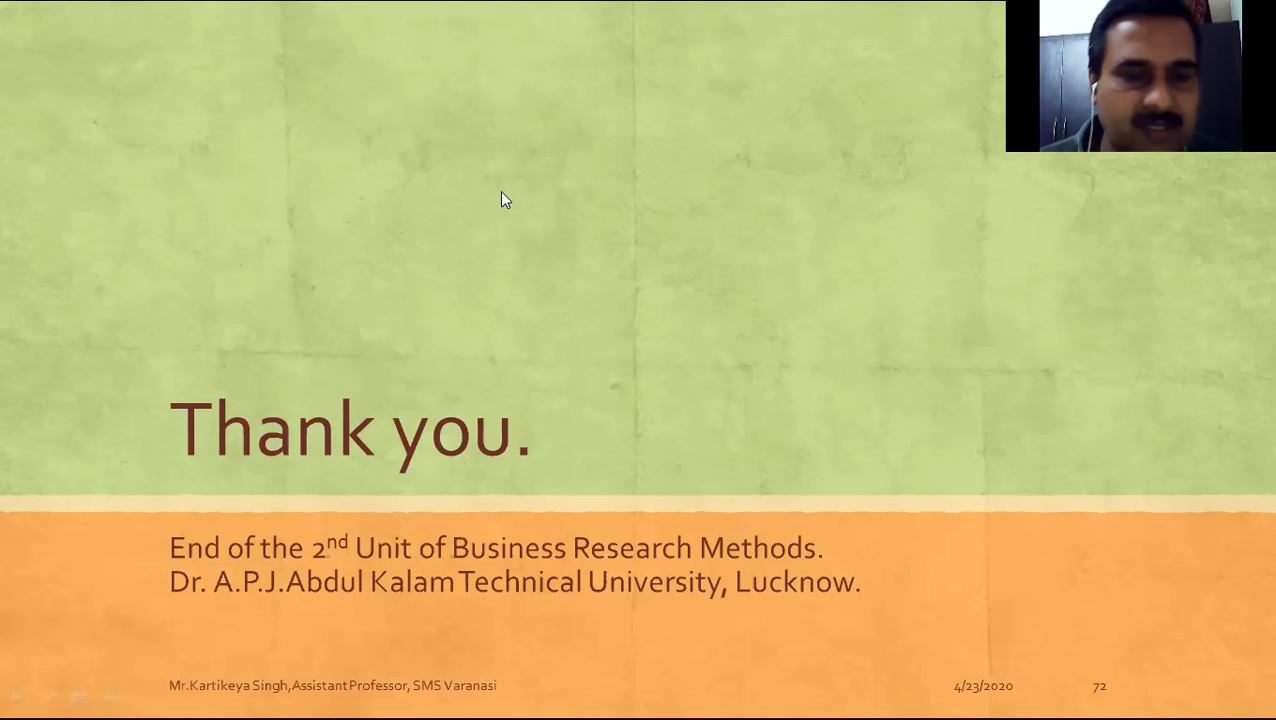 Thank you.
End of the 2nd Unit of Business Research Methods.
Dr. A.P.J.Abdul Kalam Technical University, Lucknow.
Mr.Kartikeya Singh,Assistant Professor, SMS Varanasi 4/23/2020 72